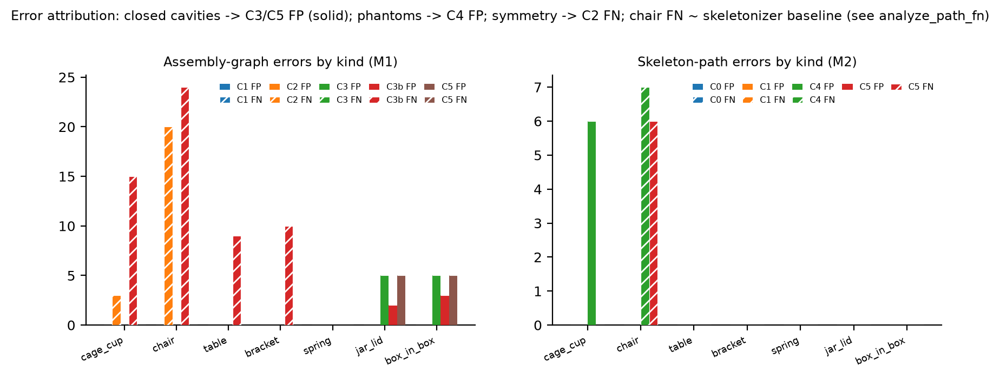 Error attribution: closed cavities -> C3/C5 FP (solid); phantoms -> C4 FP; symmetry -> C2 FN; chair FN ~ skeletonizer baseline (see analyze_path_fn)
Assembly-graph errors by kind (M1)
25
20
15
10
5
0
C1 FP C2 FP C3 FP C3b FP C5 FP
C1 FN C2 FN C3 FN C3b FN C5 FN
cage_cup chair table bracket spring jar_lid box_in_box
Skeleton-path errors by kind (M2)
7
6
5
4
3
2
1
0
C0 FP C1 FP C4 FP C5 FP C5 FN
C0 FN C1 FN C4 FN
cage_cup chair table bracket spring jar_lid box_in_box